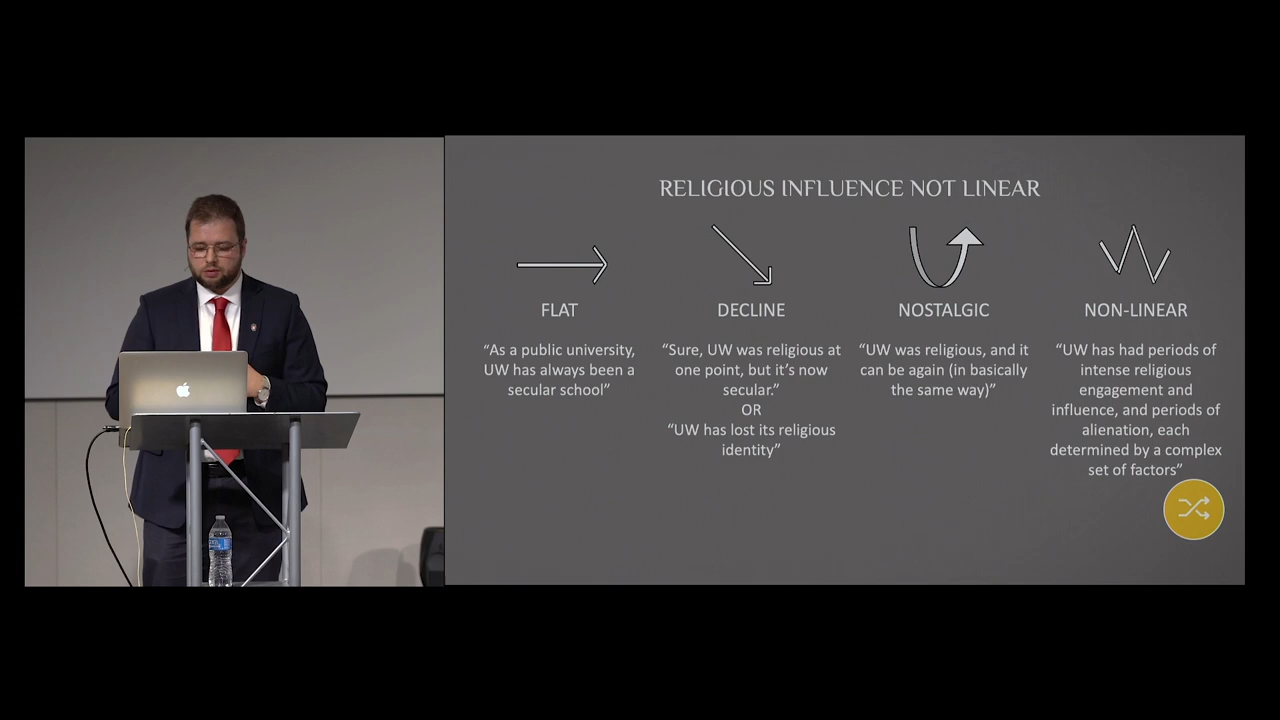 RELIGIOUS INFLUENCE NOT LINEAR
FLAT
“As a public university,
UW has always been a
secular school”
DECLINE
“Sure, UW was religious at
one point, but it’s now
secular.”
OR
“UW has lost its religious
identity”
NOSTALGIC
“UW was religious, and it
can be again (in basically
the same way)”
NON-LINEAR
“UW has had periods of
intense religious
engagement and
influence, and periods of
alienation, each
determined by a complex
set of factors”